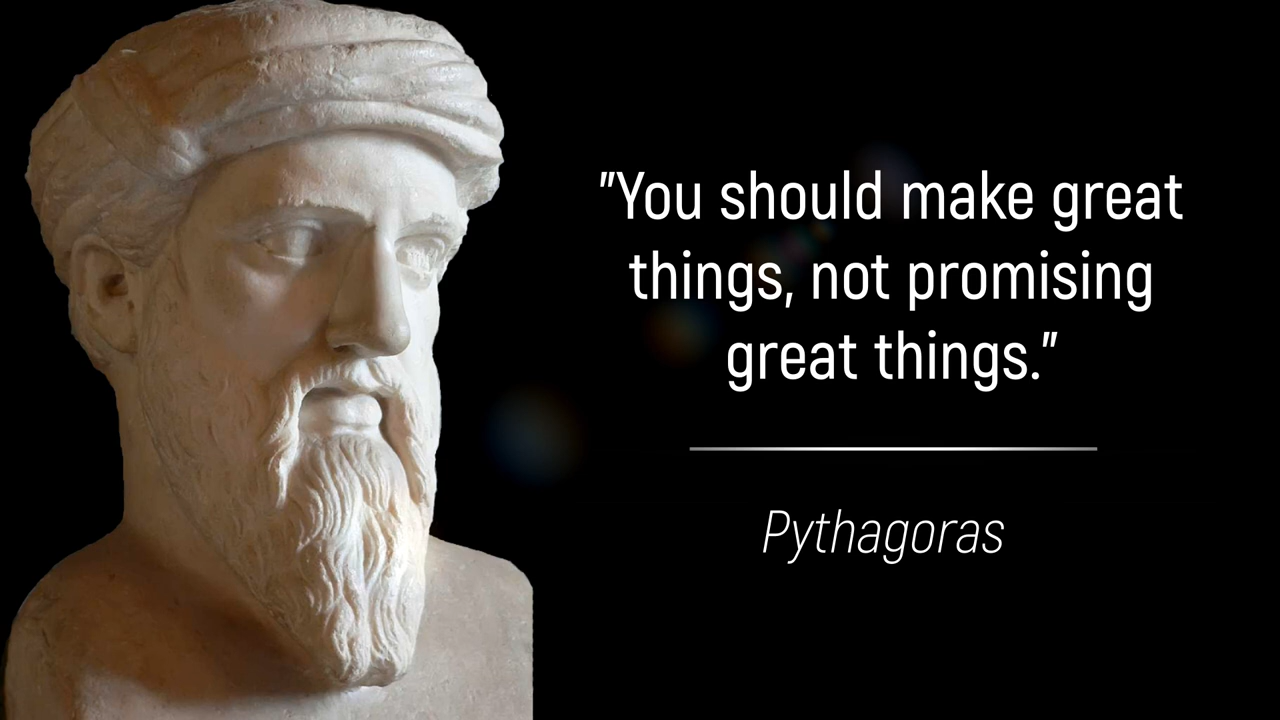 "You should make great
things, not promising
great things."
Pythagoras